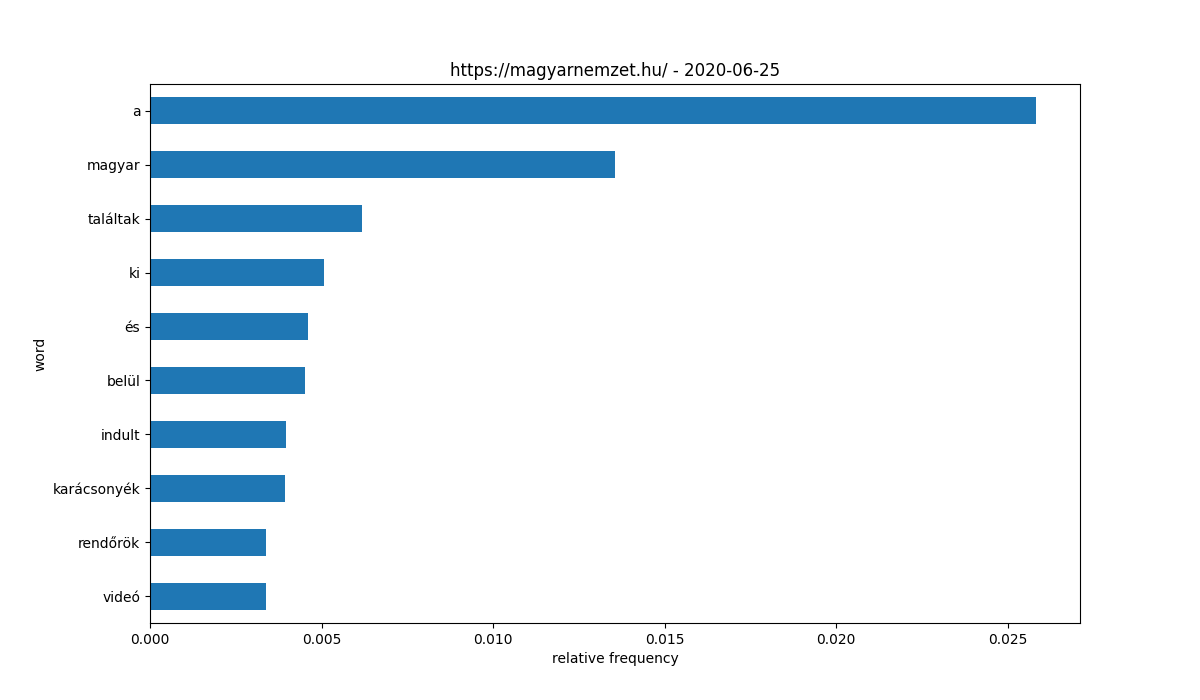 https://magyarnemzet.hu/ - 2020-06-25
a
magyar
találtak
ki
és
belül
indult
karácsonyék
rendőrök
videó
word
0.000 0.005 0.010 0.015 0.020 0.025
relative frequency